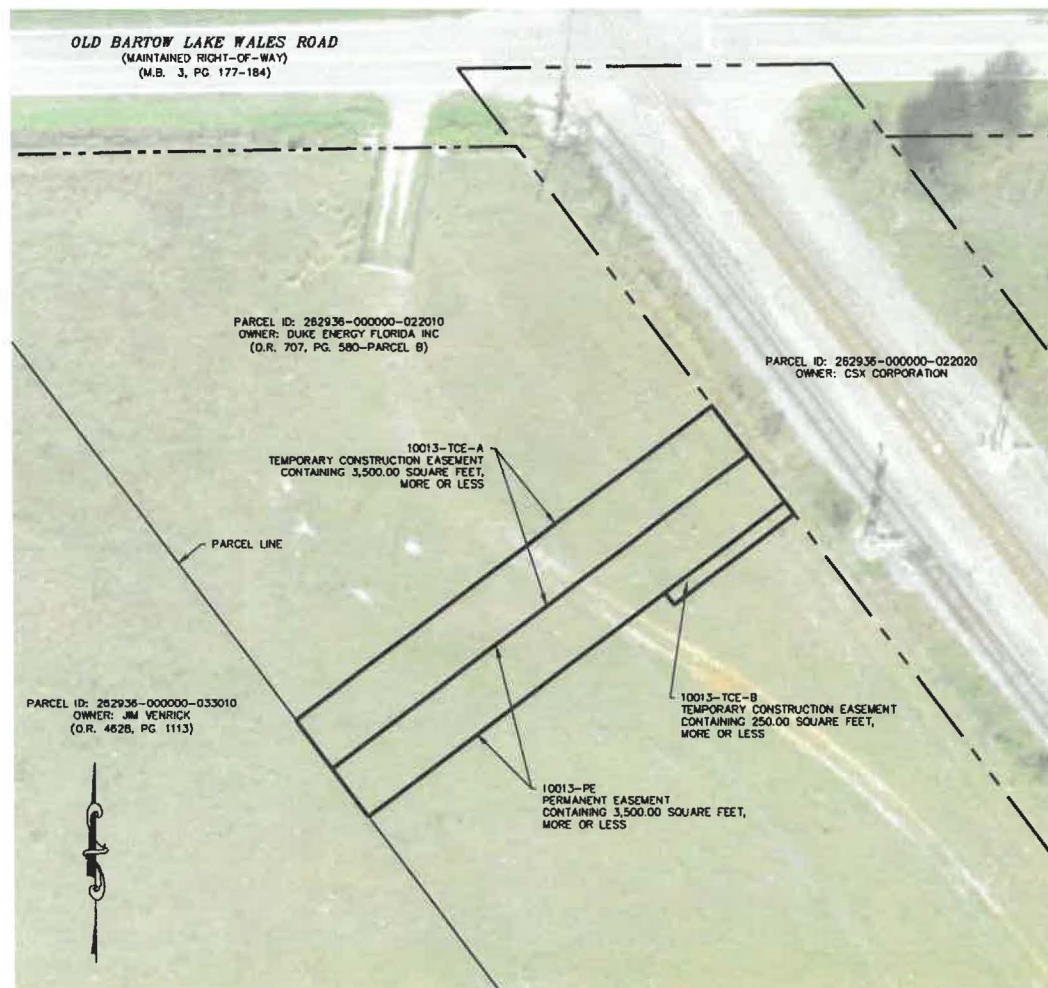 OLD BARTOW LAKE WALES ROAD
(MAINTAINED RIGHT-OF-WAY)
(M.B. 3, PG 177-184)
PARCEL ID: 262936-000000-022010
OWNER: DUKE ENERGY FLORIDA INC
(O.R. 707, PG. 580-PARCEL B)
PARCEL ID: 262936-000000-022020
OWNER: CSX CORPORATION
10013-TCE-A
TEMPORARY CONSTRUCTION EASEMENT
CONTAINING 3,500.00 SQUARE FEET,
MORE OR LESS
PARCEL LINE
PARCEL ID: 262936-000000-033010
OWNER: JIM VENRICK
(O.R. 4628, PG 1113)
10013-TCE-B
TEMPORARY CONSTRUCTION EASEMENT
CONTAINING 250.00 SQUARE FEET,
MORE OR LESS
10013-PE
PERMANENT EASEMENT
CONTAINING 3,500.00 SQUARE FEET,
MORE OR LESS